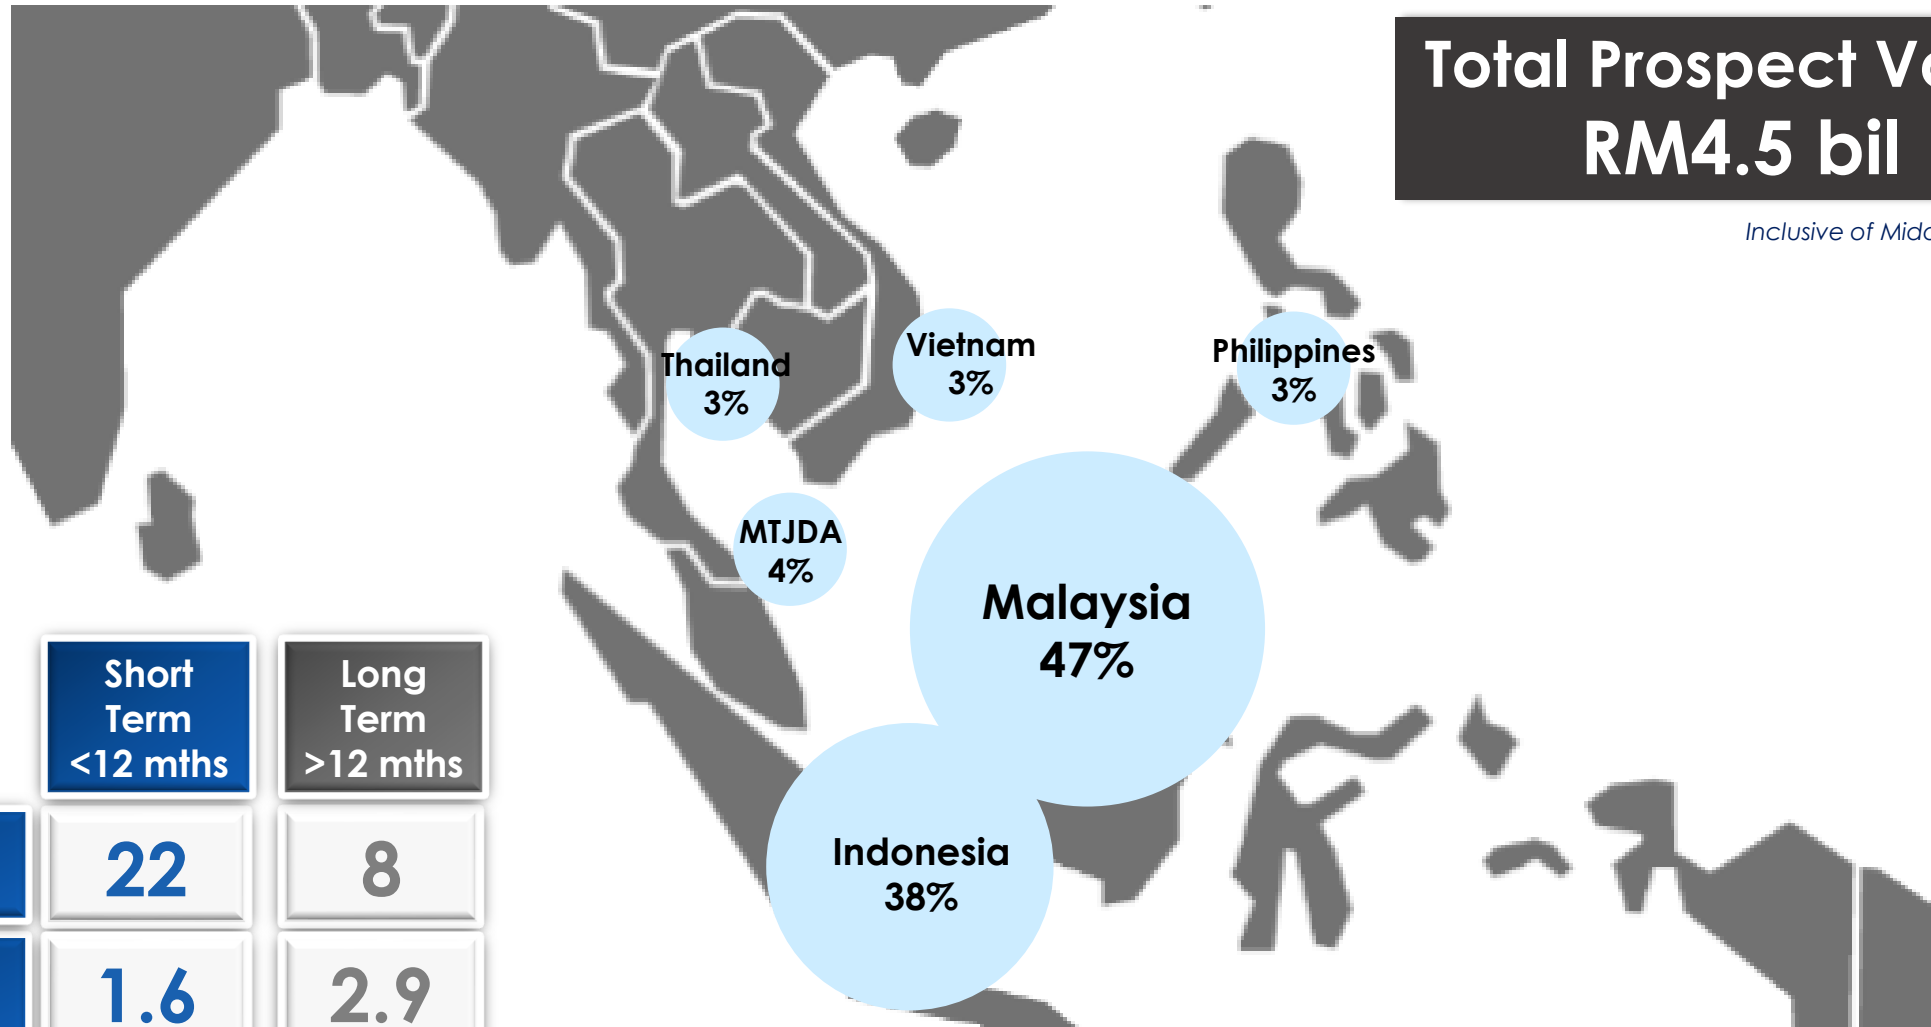 Total Prospect
RM4.5 bil
Inclusive of
Thailand
3%
Vietnam
3%
Philippines
3%
MTJDA
4%
Malaysia
47%
Indonesia
38%
Short
Term
<12 mths
Long
Term
>12 mths
22
8
1.6
2.9